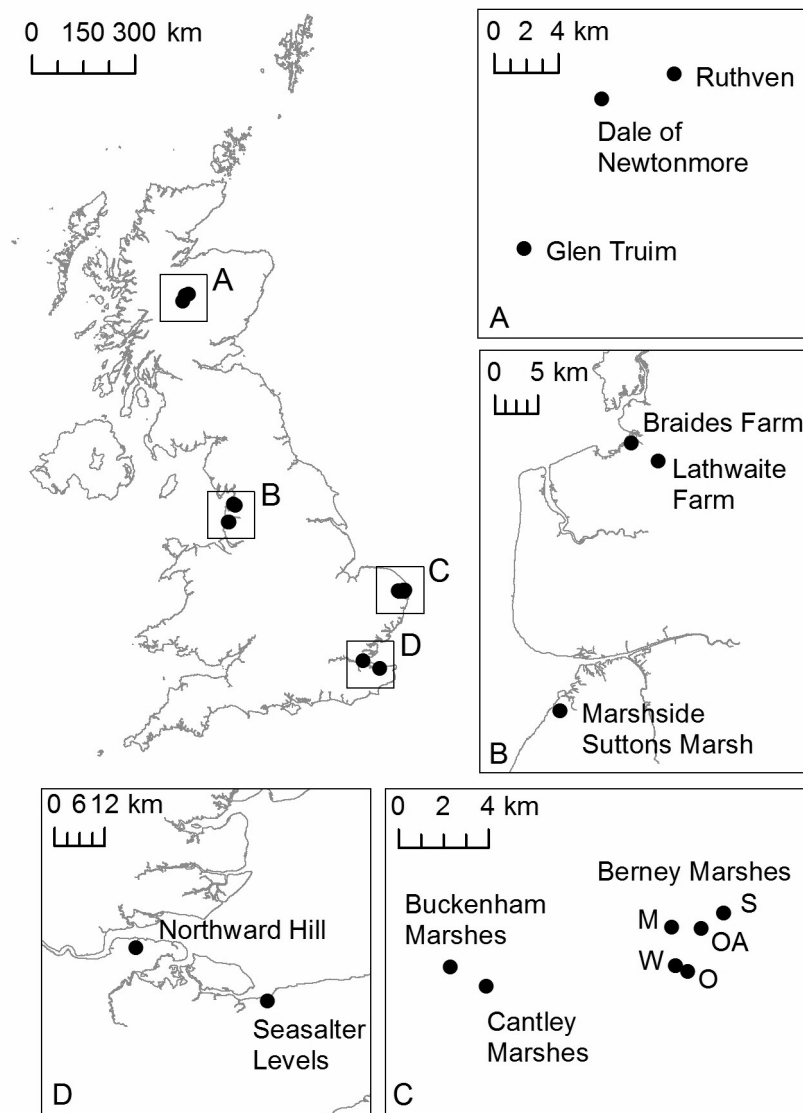 0 150 300 km
A
B
C
D
0 2 4 km
Ruthven
Dale of
Newtonmore
Glen Truim
A
0 5 km
Braides Farm
Lathwaite
Farm
Marshside
Suttons Marsh
B
0 6 12 km
Northward Hill
Seasalter
Levels
D
0 2 4 km
Berney Marshes
Buckenham
Marshes
S
M
OA
W
O
Cantley
Marshes
C